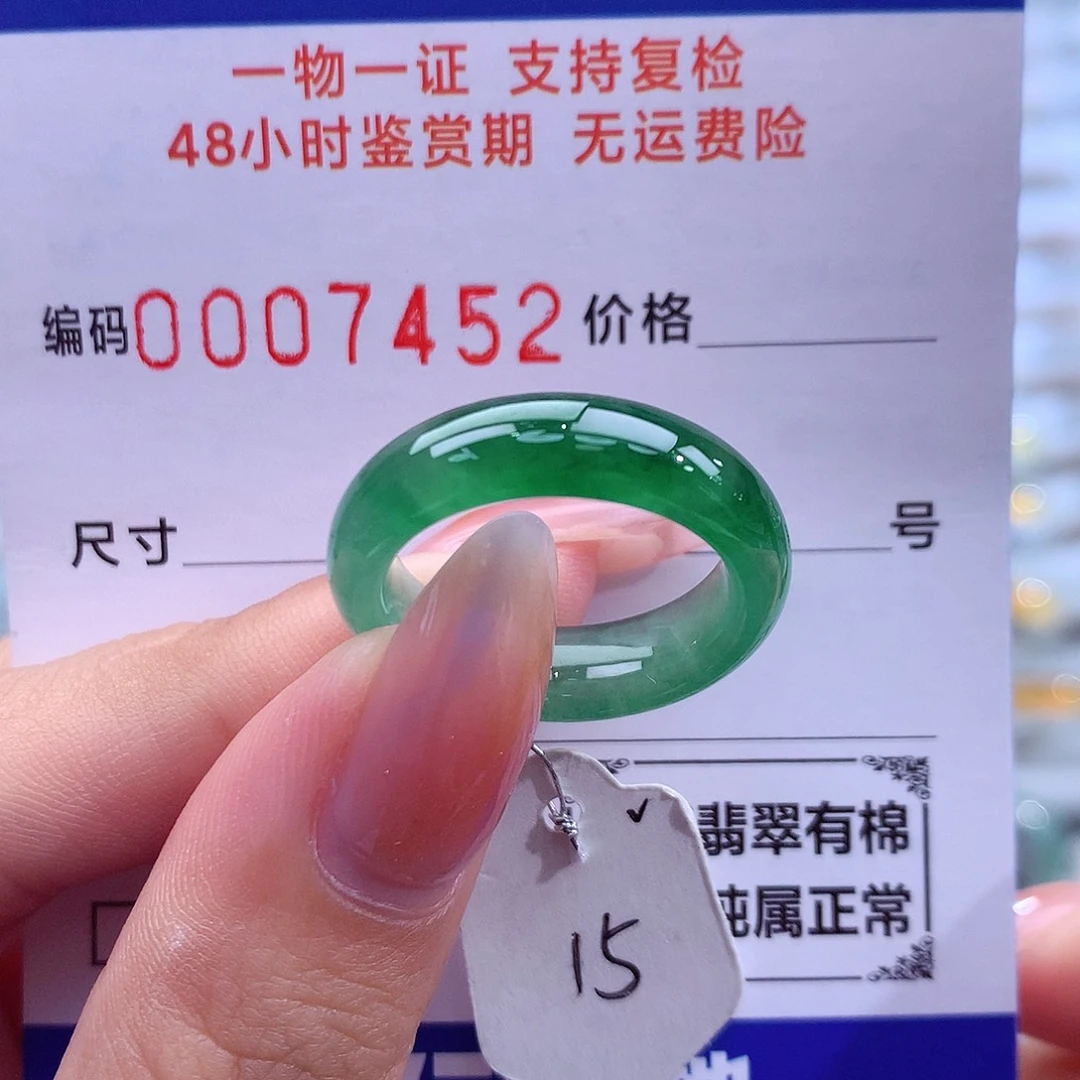 一物一证 支持复检
48小时鉴赏期 无运费险
编码0007452 价格
尺寸 号
翡翠有棉
纯属正常
15